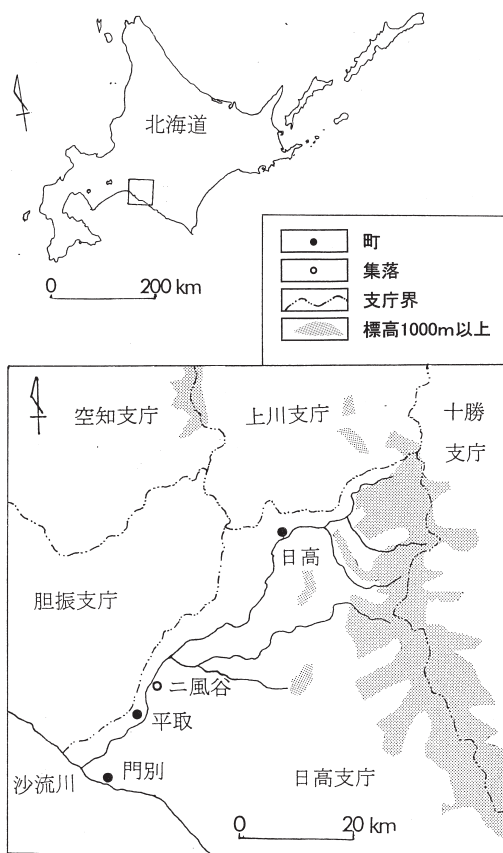 北海道
0
200 km
町
集落
支庁界
標高1000m以上
空知支庁
上川支庁
十勝
支庁
日高
胆振支庁
二風谷
平取
門別
沙流川
日高支庁
0
20 km